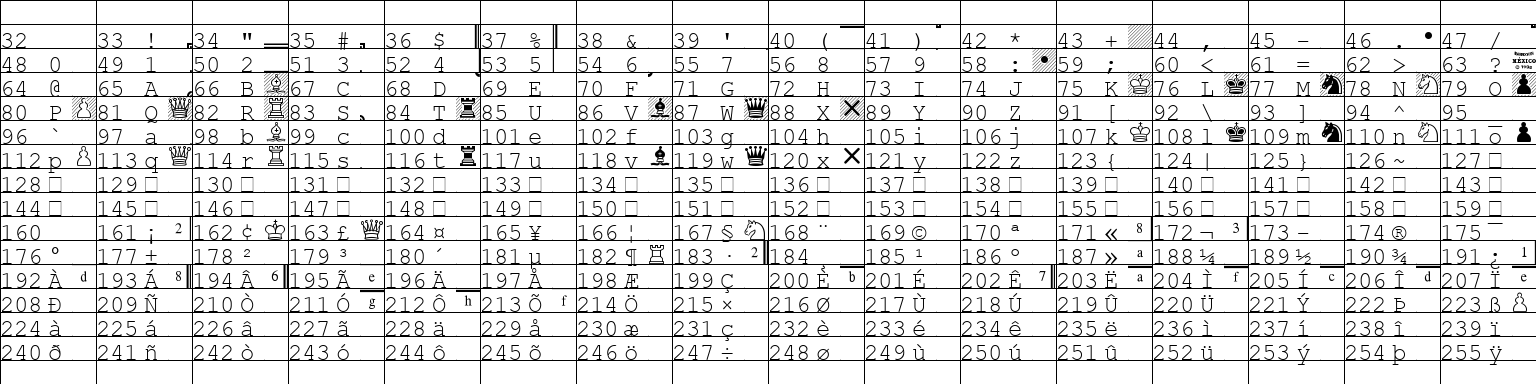 32 33 ! 34 " 35 # 36 $ 37 % 38 & 39 ' 40 ( 41 ) 42 * 43 + 44 , 45 - 46 . 47 /
48 0 49 1 50 2 51 3 52 4 53 5 54 6 55 7 56 8 57 9 58 : 59 ; 60 < 61 = 62 > 63 ? MÉXICO
64 @ 65 A 66 B ♗ 67 C 68 D 69 E 70 F 71 G 72 H 73 I 74 J 75 K ♔ 76 L ♚ 77 M ♞ 78 N ♘ 79 O ♟
80 P ♙ 81 Q ♕ 82 R ♖ 83 S 84 T ♜ 85 U 86 V ♝ 87 W ♛ 88 X × 89 Y 90 Z 91 [ 92 \ 93 ] 94 ^ 95
96 ` 97 a 98 b ♗ 99 c 100 d 101 e 102 f 103 g 104 h 105 i 106 j 107 k ♔ 108 l ♚ 109 m ♞ 110 n ♘ 111 o ♟
112 p ♙ 113 q ♕ 114 r ♖ 115 s 116 t ♜ 117 u 118 v ♝ 119 w ♛ 120 x × 121 y 122 z 123 { 124 | 125 } 126 ~ 127 □
128 □ 129 □ 130 □ 131 □ 132 □ 133 □ 134 □ 135 □ 136 □ 137 □ 138 □ 139 □ 140 □ 141 □ 142 □ 143 □
144 □ 145 □ 146 □ 147 □ 148 □ 149 □ 150 □ 151 □ 152 □ 153 □ 154 □ 155 □ 156 □ 157 □ 158 □ 159 □
160 161 ¡ 2 162 ¢ ♔ 163 £ ♕ 164 ¤ 165 ¥ 166 ¦ 167 § ♘ 168 ¨ 169 © 170 ª 171 « 8 172 ¬ 3 173 - 174 ® 175 ¯
176 ° 177 ± 178 ² 179 ³ 180 ´ 181 µ 182 ¶ ♖ 183 · 2 184 ¸ 185 ¹ 186 º 187 » a 188 ¼ 189 ½ 190 ¾ 191 ¿ 1
192 À d 193 Á 8 194 Â 6 195 Ã e 196 Ä 197 Å 198 Æ 199 Ç 200 È b 201 É 202 Ê 7 203 Ë a 204 Ì f 205 Í c 206 Î d 207 Ï e
208 Ð 209 Ñ 210 Ò 211 Ó g 212 Ô h 213 Õ f 214 Ö 215 × 216 Ø 217 Ù 218 Ú 219 Û 220 Ü 221 Ý 222 Þ 223 ß ♙
224 à 225 á 226 â 227 ã 228 ä 229 å 230 æ 231 ç 232 è 233 é 234 ê 235 ë 236 ì 237 í 238 î 239 ï
240 ð 241 ñ 242 ò 243 ó 244 ô 245 õ 246 ö 247 ÷ 248 ø 249 ù 250 ú 251 û 252 ü 253 ý 254 þ 255 ÿ